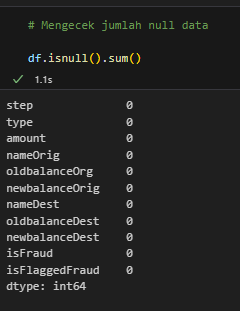 # Mengecek jumlah null data
df.isnull().sum()
1.1s
step 0
type 0
amount 0
nameOrig 0
oldbalanceOrg 0
newbalanceOrig 0
nameDest 0
oldbalanceDest 0
newbalanceDest 0
isFraud 0
isFlaggedFraud 0
dtype: int64